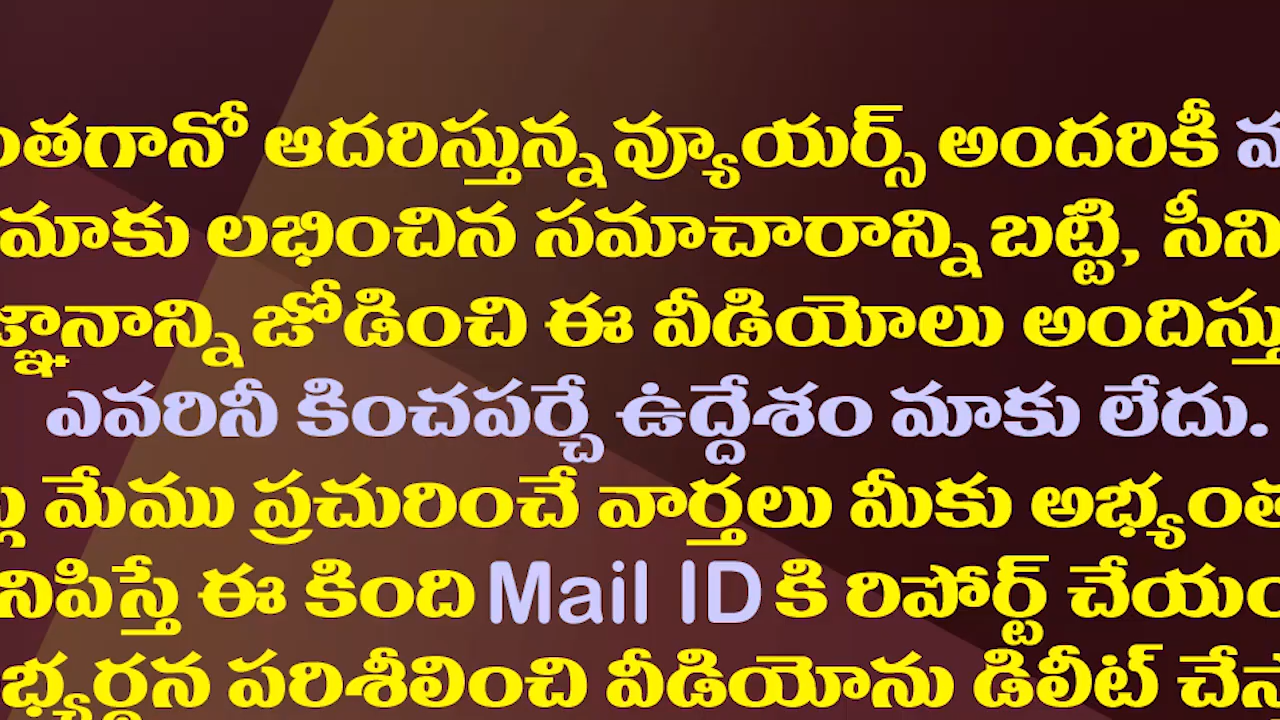 ంతగానో ఆదరిస్తున్న వ్యూయర్స్ అందరికీ
మాకు లభించిన సమాచారాన్ని బట్టి, సీని
జ్ఞానాన్ని జోడించి ఈ వీడియోలు అందిస్తు
ఎవరినీ కించపర్చే ఉద్దేశం మాకు లేదు.
మేము ప్రచురించే వార్తలు మీకు అభ్యంత
నిపిస్తే ఈ కింది Mail ID కి రిపోర్ట్ చేయం
భ్యర్థన పరిశీలించి వీడియోను డిలీట్ చేస